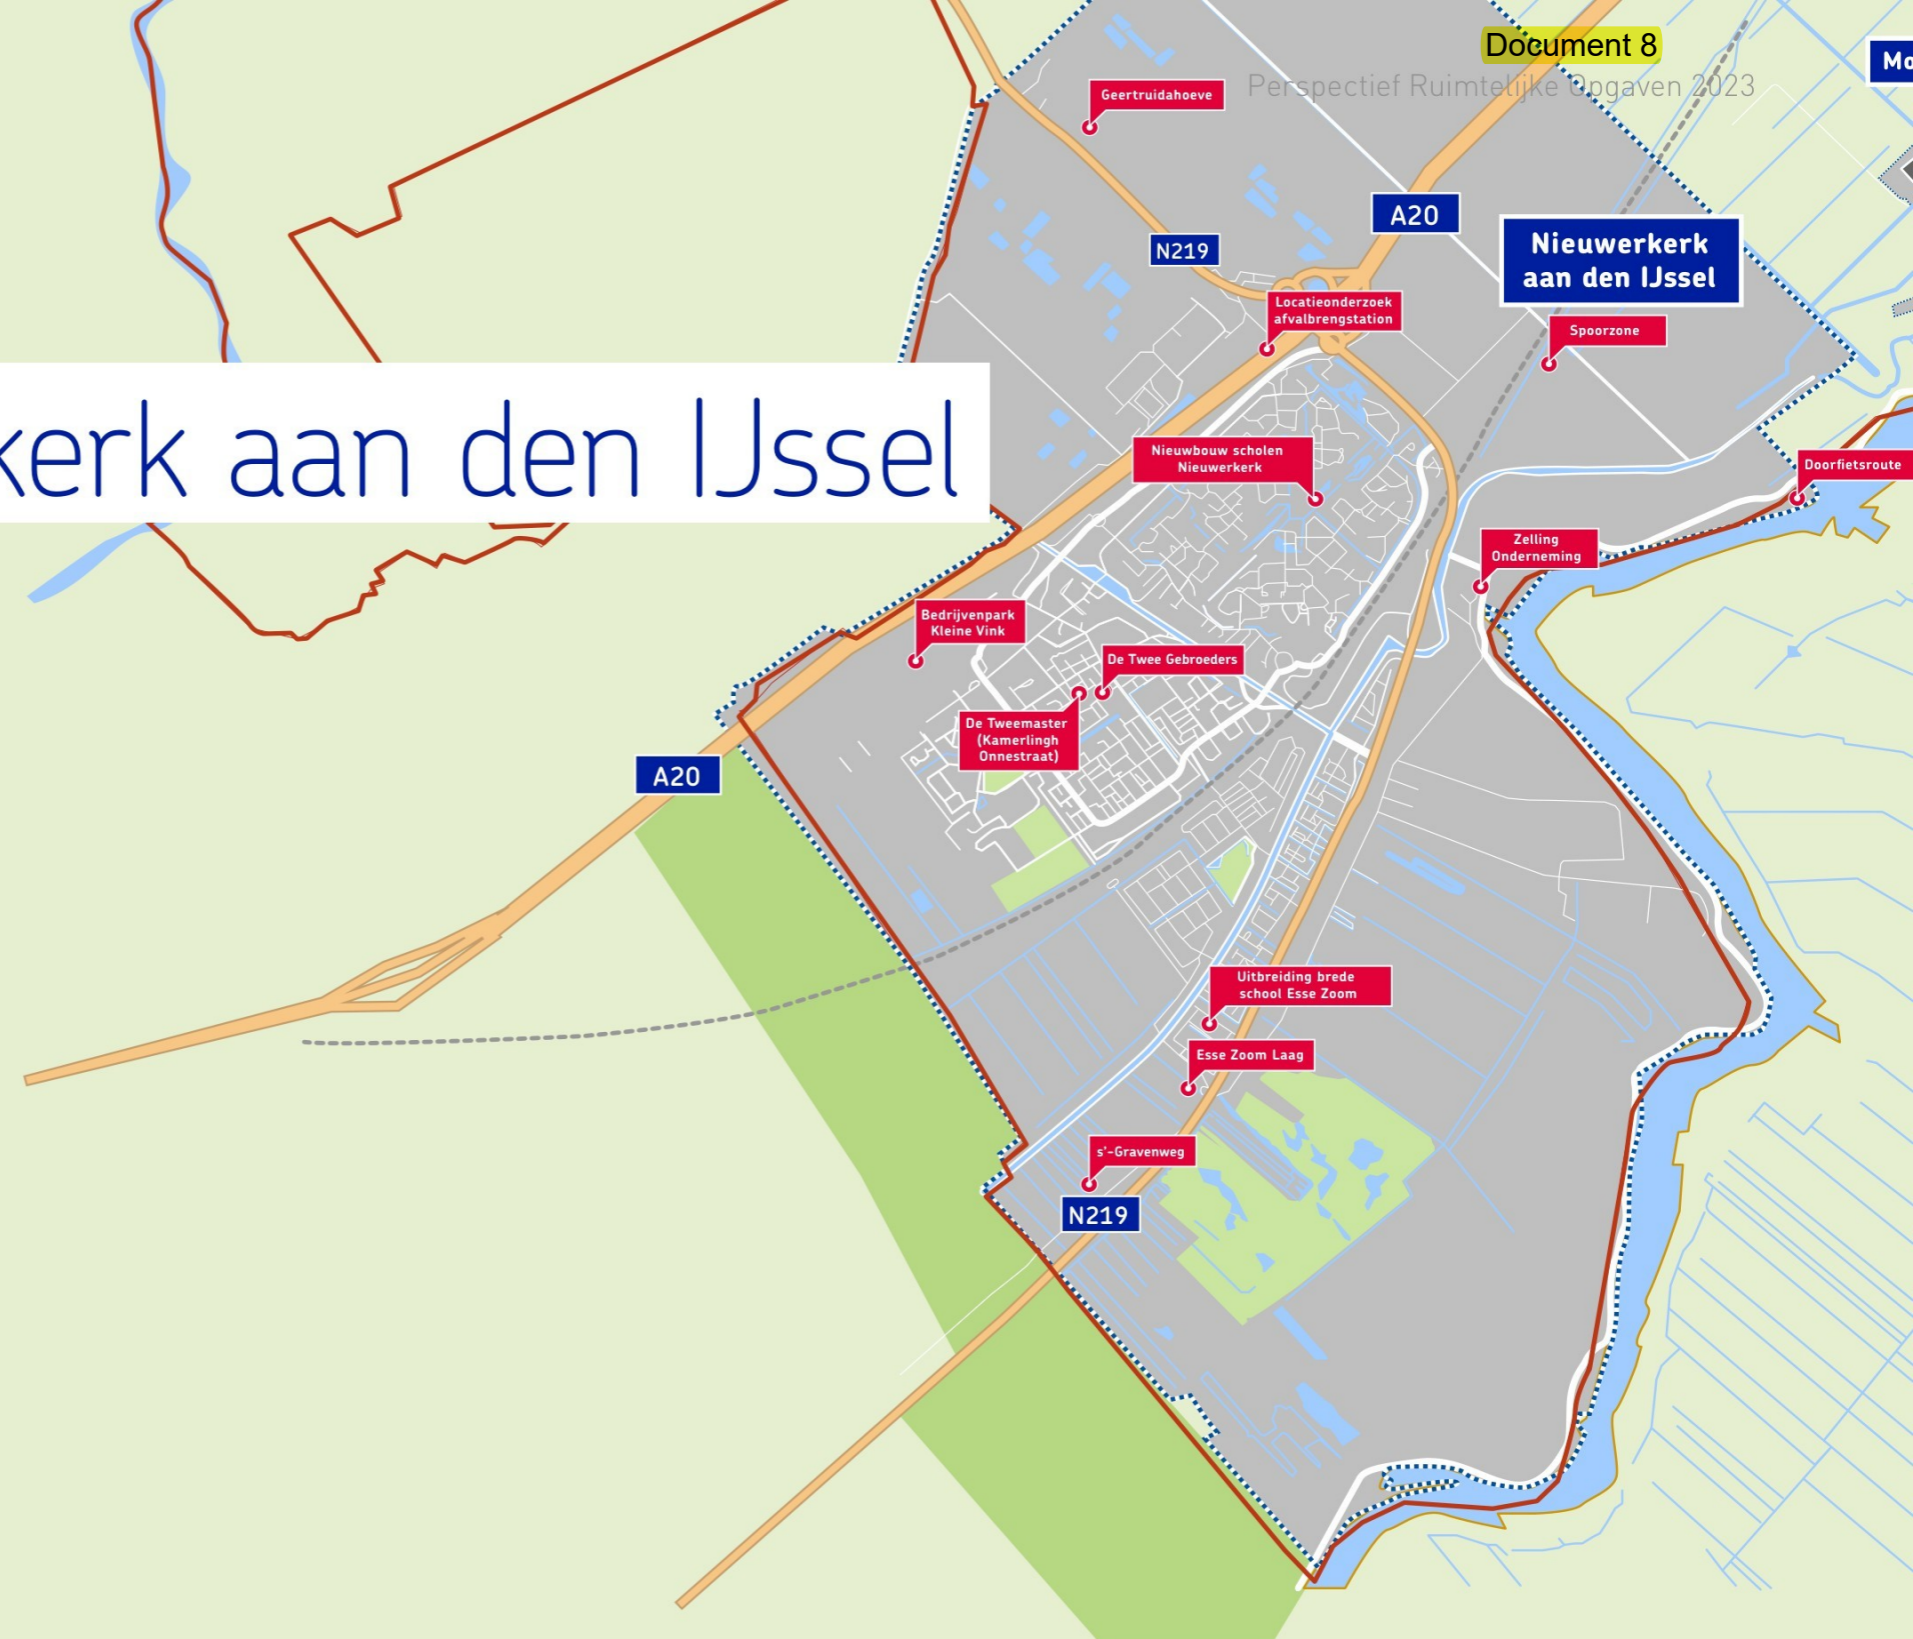 Document 8
Perspectief Ruimtelijke Opgaven 2023
Geertruidahoeve
A20
N219
Nieuwerkerk
aan den IJssel
Locatieonderzoek
afvalbrengstation
Spoorzone
kerk aan den IJssel
Nieuwbouw scholen
Nieuwerkerk
Doorfietsroute
Zelling
Onderneming
Bedrijvenpark
Kleine Vink
De Twee Gebroeders
De Tweemaster
(Kamerlingh
Onnestraat)
A20
Uitbreiding brede
school Esse Zoom
Esse Zoom Laag
s'-Gravenweg
N219